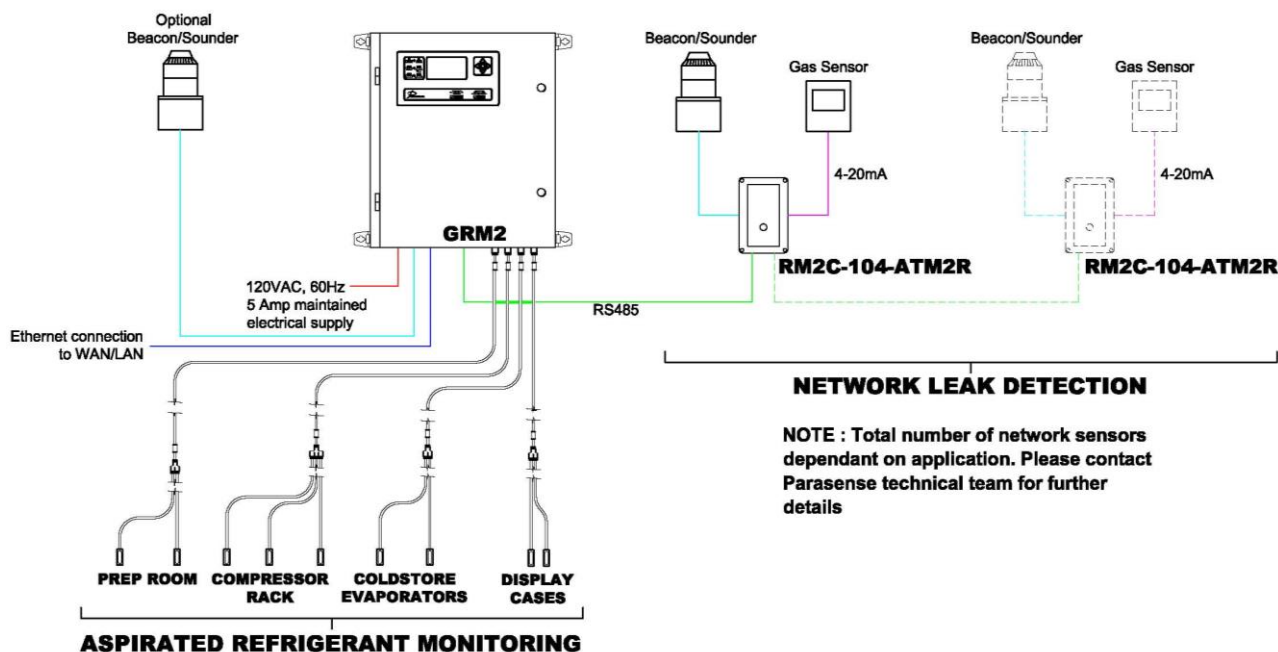 Optional
Beacon/Sounder
GRM2
120VAC, 60Hz
5 Amp maintained
electrical supply
Ethernet connection
to WAN/LAN
RS485
Beacon/Sounder
Gas Sensor
4-20mA
RM2C-104-ATM2R
Beacon/Sounder
Gas Sensor
4-20mA
RM2C-104-ATM2R
NETWORK LEAK DETECTION
NOTE : Total number of network sensors
dependant on application. Please contact
Parasense technical team for further
details
PREP ROOM
COMPRESSOR
RACK
COLDSTORE
EVAPORATORS
DISPLAY
CASES
ASPIRATED REFRIGERANT MONITORING